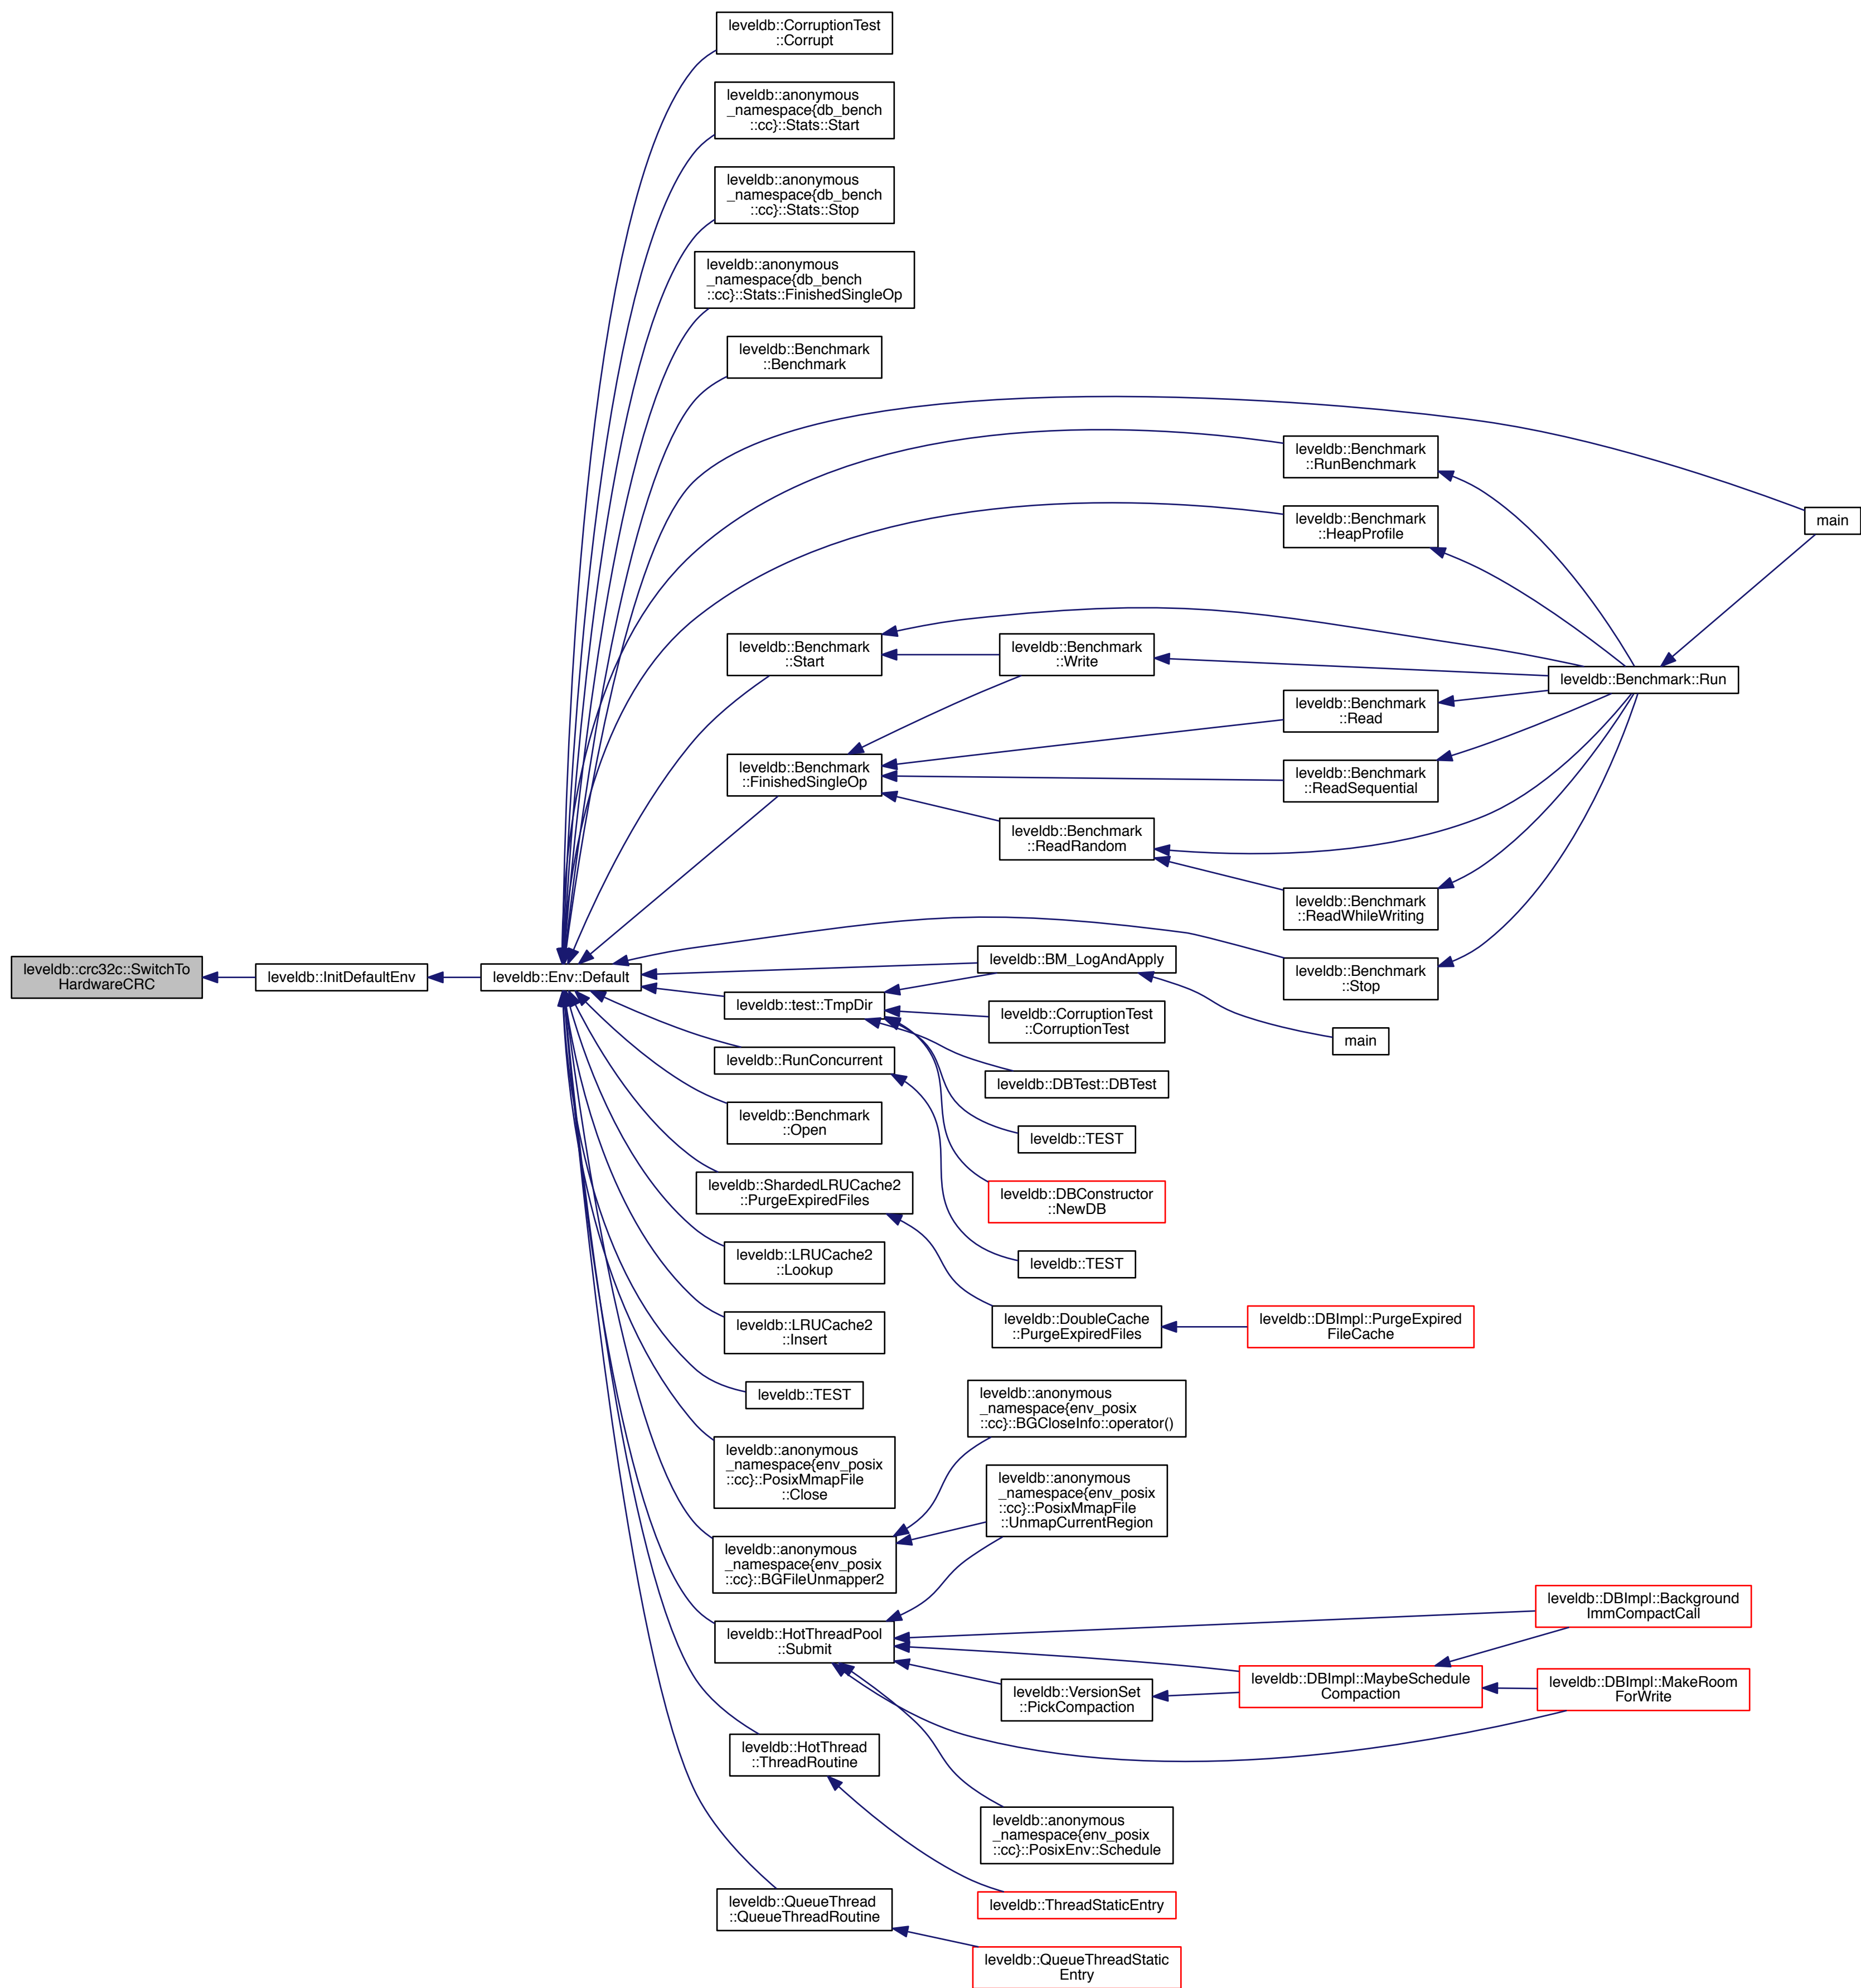 leveldb::CorruptionTest
::Corrupt
leveldb::anonymous
_namespace{db_bench
::cc}::Stats::Start
leveldb::anonymous
_namespace{db_bench
::cc}::Stats::Stop
leveldb::anonymous
_namespace{db_bench
::cc}::Stats::FinishedSingleOp
leveldb::Benchmark
::Benchmark
leveldb::Benchmark
::RunBenchmark
leveldb::Benchmark
::HeapProfile
main
leveldb::Benchmark
::Start
leveldb::Benchmark
::Write
leveldb::Benchmark::Run
leveldb::Benchmark
::Read
leveldb::Benchmark
::FinishedSingleOp
leveldb::Benchmark
::ReadSequential
leveldb::Benchmark
::ReadRandom
leveldb::Benchmark
::ReadWhileWriting
leveldb::crc32c::SwitchTo
HardwareCRC
leveldb::InitDefaultEnv
leveldb::Env::Default
leveldb::BM_LogAndApply
leveldb::Benchmark
::Stop
leveldb::test::TmpDir
leveldb::CorruptionTest
::CorruptionTest
main
leveldb::RunConcurrent
leveldb::DBTest::DBTest
leveldb::Benchmark
::Open
leveldb::TEST
leveldb::ShardedLRUCache2
::PurgeExpiredFiles
leveldb::DBConstructor
::NewDB
leveldb::LRUCache2
::Lookup
leveldb::TEST
leveldb::LRUCache2
::Insert
leveldb::DoubleCache
::PurgeExpiredFiles
leveldb::DBImpl::PurgeExpired
FileCache
leveldb::TEST
leveldb::anonymous
_namespace{env_posix
::cc}::BGCloseInfo::operator()
leveldb::anonymous
_namespace{env_posix
::cc}::PosixMmapFile
::Close
leveldb::anonymous
_namespace{env_posix
::cc}::PosixMmapFile
::UnmapCurrentRegion
leveldb::anonymous
_namespace{env_posix
::cc}::BGFileUnmapper2
leveldb::HotThreadPool
::Submit
leveldb::DBImpl::Background
ImmCompactCall
leveldb::VersionSet
::PickCompaction
leveldb::DBImpl::MaybeSchedule
Compaction
leveldb::DBImpl::MakeRoom
ForWrite
leveldb::HotThread
::ThreadRoutine
leveldb::anonymous
_namespace{env_posix
::cc}::PosixEnv::Schedule
leveldb::QueueThread
::QueueThreadRoutine
leveldb::ThreadStaticEntry
leveldb::QueueThreadStatic
Entry